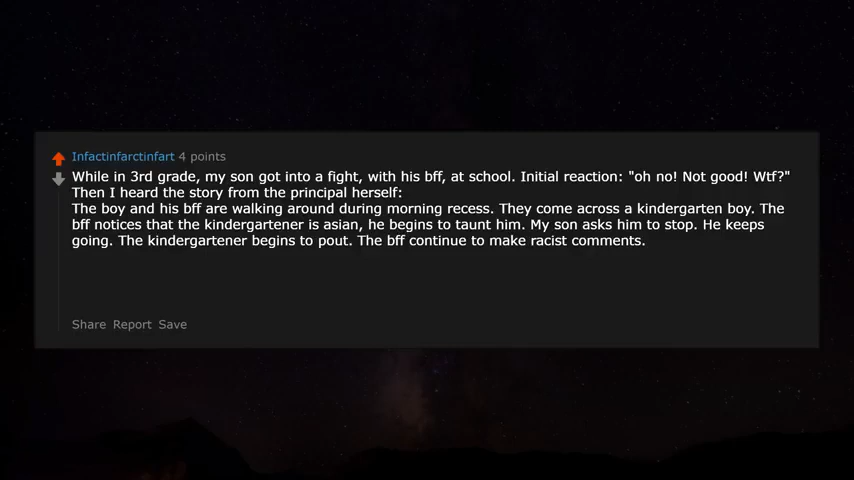 Infactinfarctinfart 4 points
While in 3rd grade, my son got into a fight, with his bff, at school. Initial reaction: "oh no! Not good! Wtf?"
Then I heard the story from the principal herself:
The boy and his bff are walking around during morning recess. They come across a kindergarten boy. The
bff notices that the kindergartener is asian, he begins to taunt him. My son asks him to stop. He keeps
going. The kindergartener begins to pout. The bff continue to make racist comments.
Share Report Save